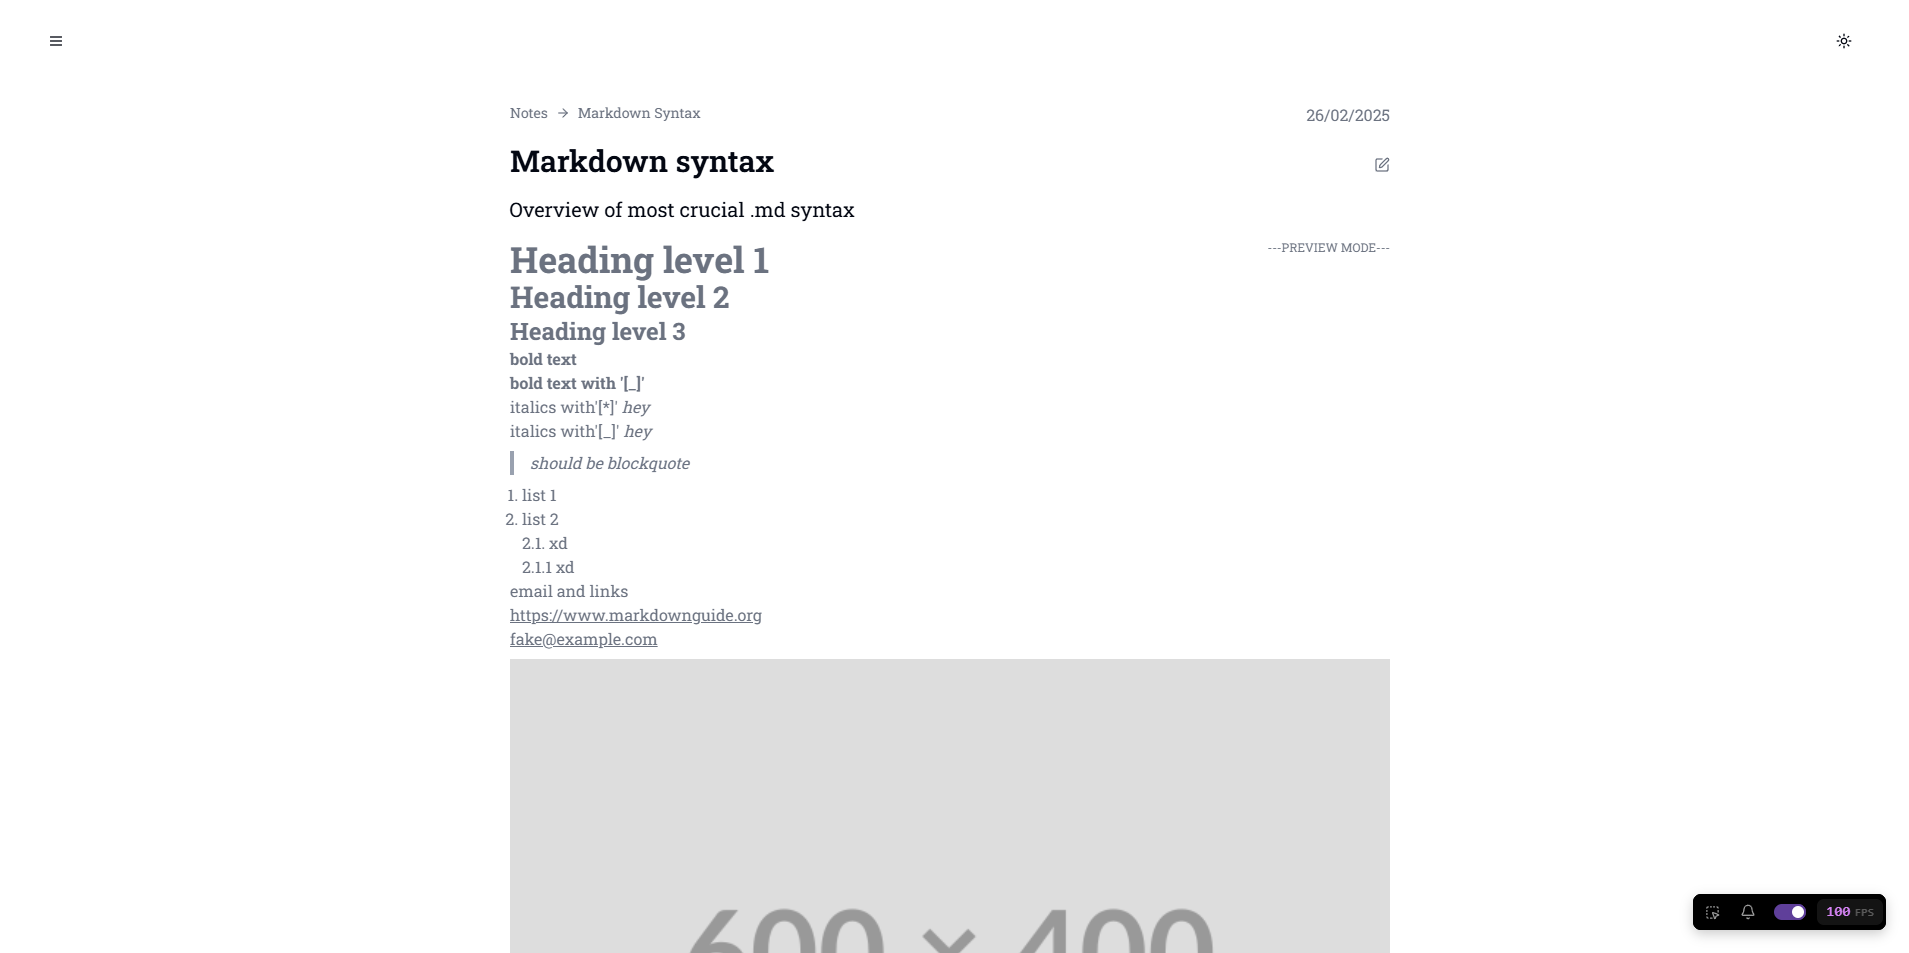 Notes → Markdown Syntax
26/02/2025
Markdown syntax
Overview of most crucial .md syntax
---PREVIEW MODE---
Heading level 1
Heading level 2
Heading level 3
bold text
bold text with '[_]'
italics with'[*]' hey
italics with'[_]' hey
should be blockquote
1. list 1
2. list 2
2.1. xd
2.1.1 xd
email and links
https://www.markdownguide.org
fake@example.com
600 × 400
100 FPS